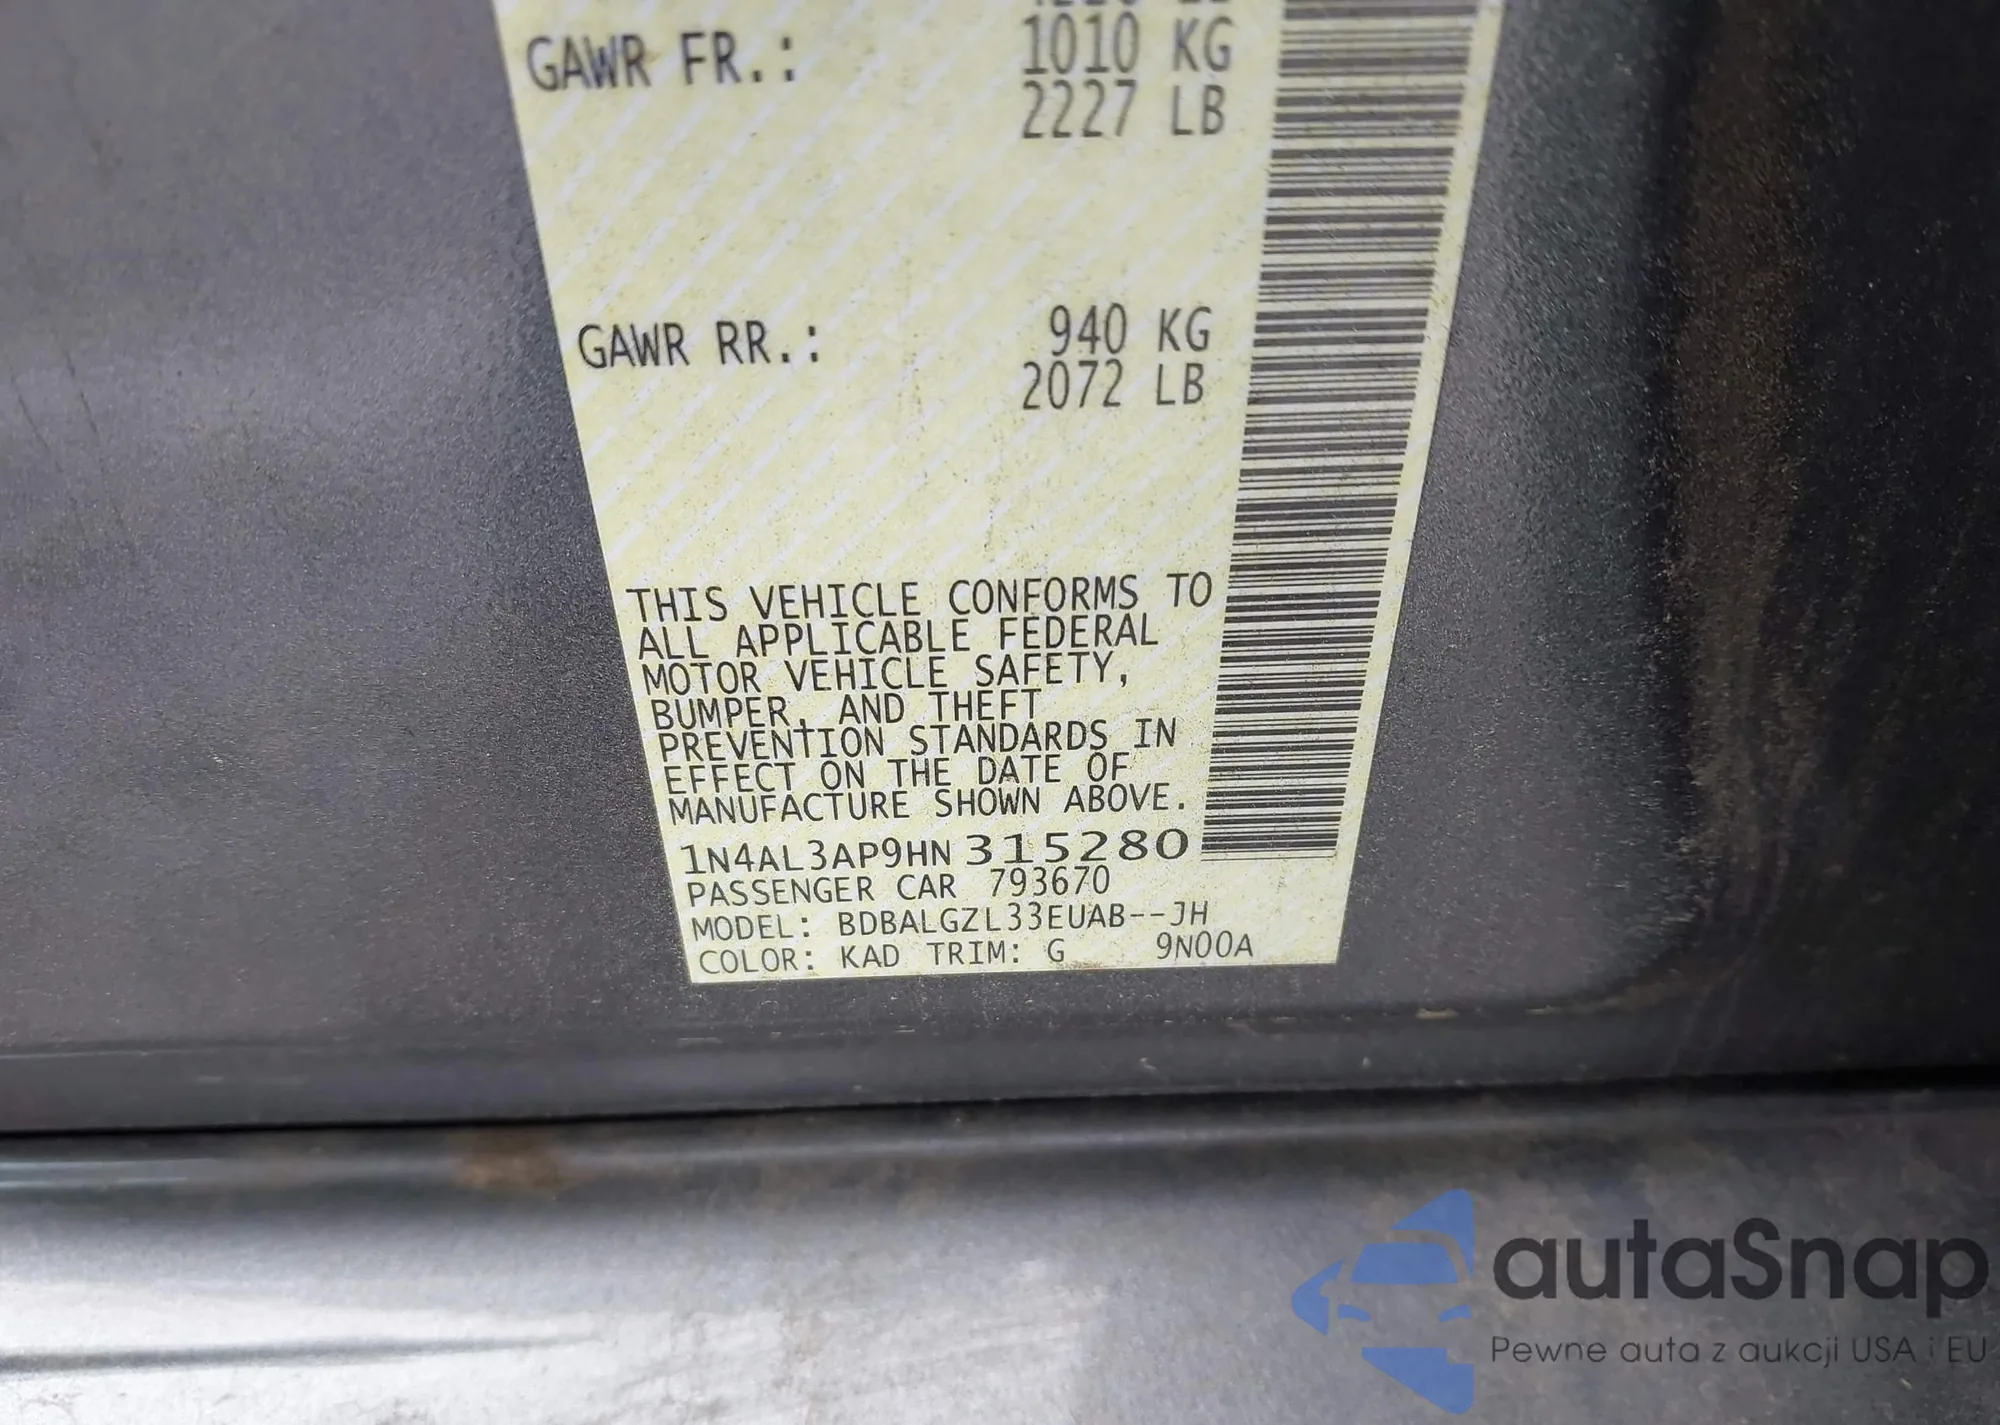 GAWR FR.: 1010 KG
2227 LB
GAWR RR.: 940 KG
2072 LB
THIS VEHICLE CONFORMS TO
ALL APPLICABLE FEDERAL
MOTOR VEHICLE SAFETY,
BUMPER, AND THEFT
PREVENTION STANDARDS IN
EFFECT ON THE DATE OF
MANUFACTURE SHOWN ABOVE.
1N4AL3AP9HN315280
PASSENGER CAR 793670
MODEL: BDBALGZL33EUAB--JH
COLOR: KAD TRIM: G 9N00A
autaSnap
Pewne auta z aukcji USA i EU